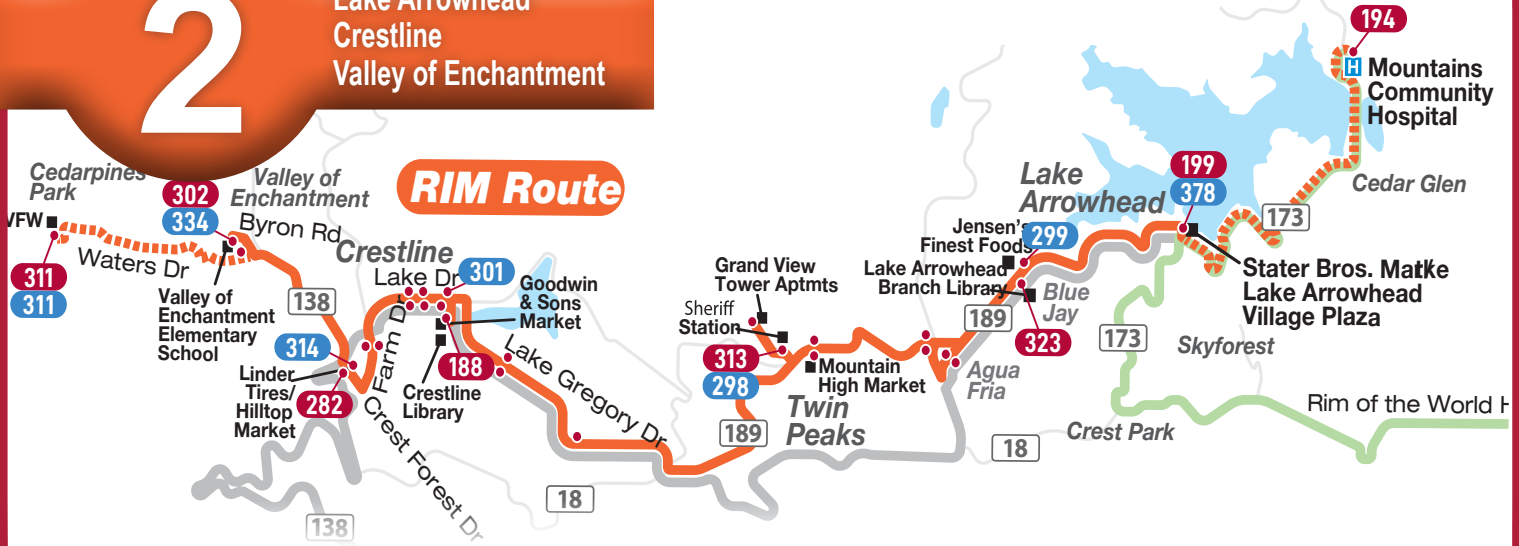 2
Lake Arrowhead
Crestline
Valley of Enchantment
RIM Route
194
H
Mountains
Community
Hospital
Cedarpines
Park
302
334
Valley of
Enchantment
Byron Rd
VFW
Waters Dr
311
311
Valley of
Enchantment
Elementary
School
138
Crestline
Lake Dr
301
Goodwin
& Sons
Market
Farm Dr
314
Linder
Tires/
Hilltop
Market
282
188
Crestline
Library
Lake Gregory Dr
Crest Forest Dr
138
18
Grand View
Tower Aptmts
Sheriff
Station
313
298
Mountain
High Market
189
Twin
Peaks
Lake
Arrowhead
199
378
Jensen's
Finest Foods
299
Lake Arrowhead
Branch Library
Blue
Jay
189
323
Agua
Fria
18
Cedar Glen
173
Stater Bros. Matke
Lake Arrowhead
Village Plaza
173
Skyforest
Crest Park
Rim of the World H